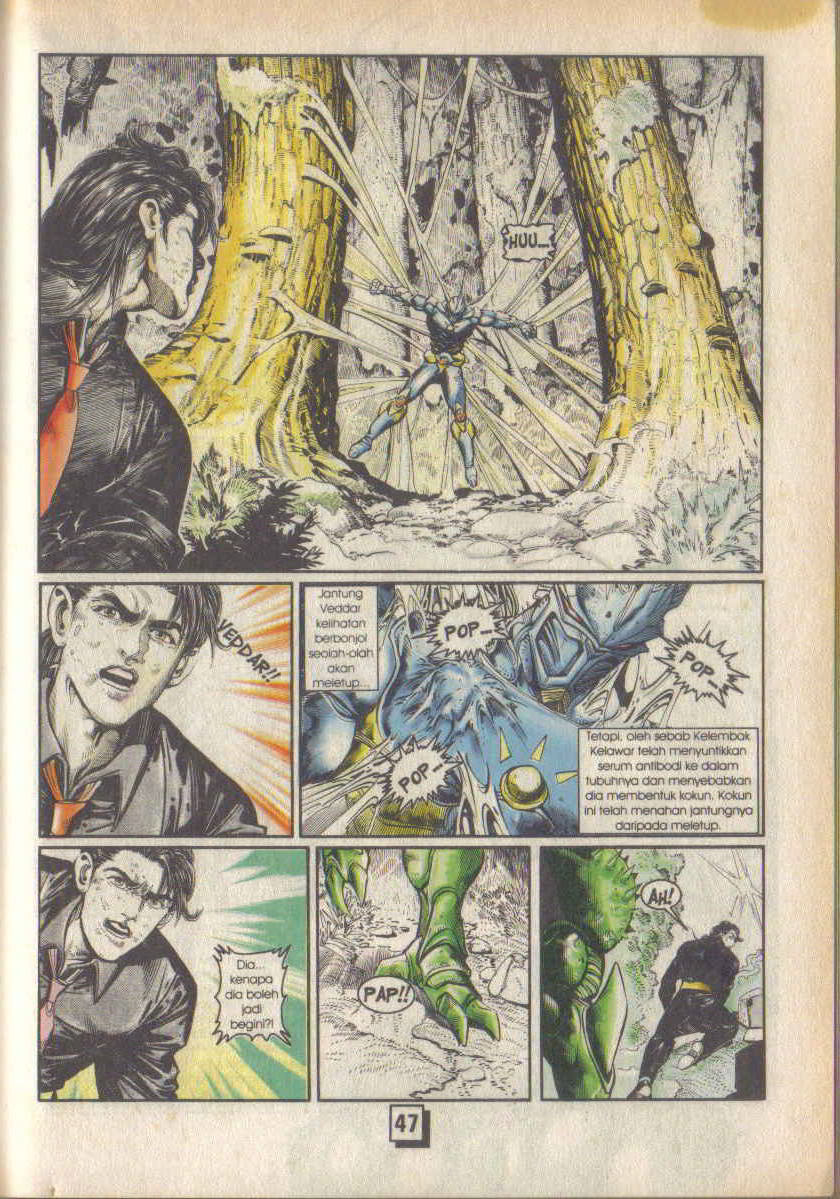 HUU...
VEDDAR!!
Jantung
Veddar
kelihatan
berbonjol
seolah-olah
akan
meletup...
POP...
POP...
POP!
Tetapi, oleh sebab Kelembak
Kelawar telah menyuntikkan
serum antibodi ke dalam
tubuhnya dan menyebabkan
dia membentuk kokun. Kokun
ini telah menahan jantungnya
daripada meletup.
Dia...
kenapa
dia boleh
jadi
begini?!
PAP!!
AH!
47